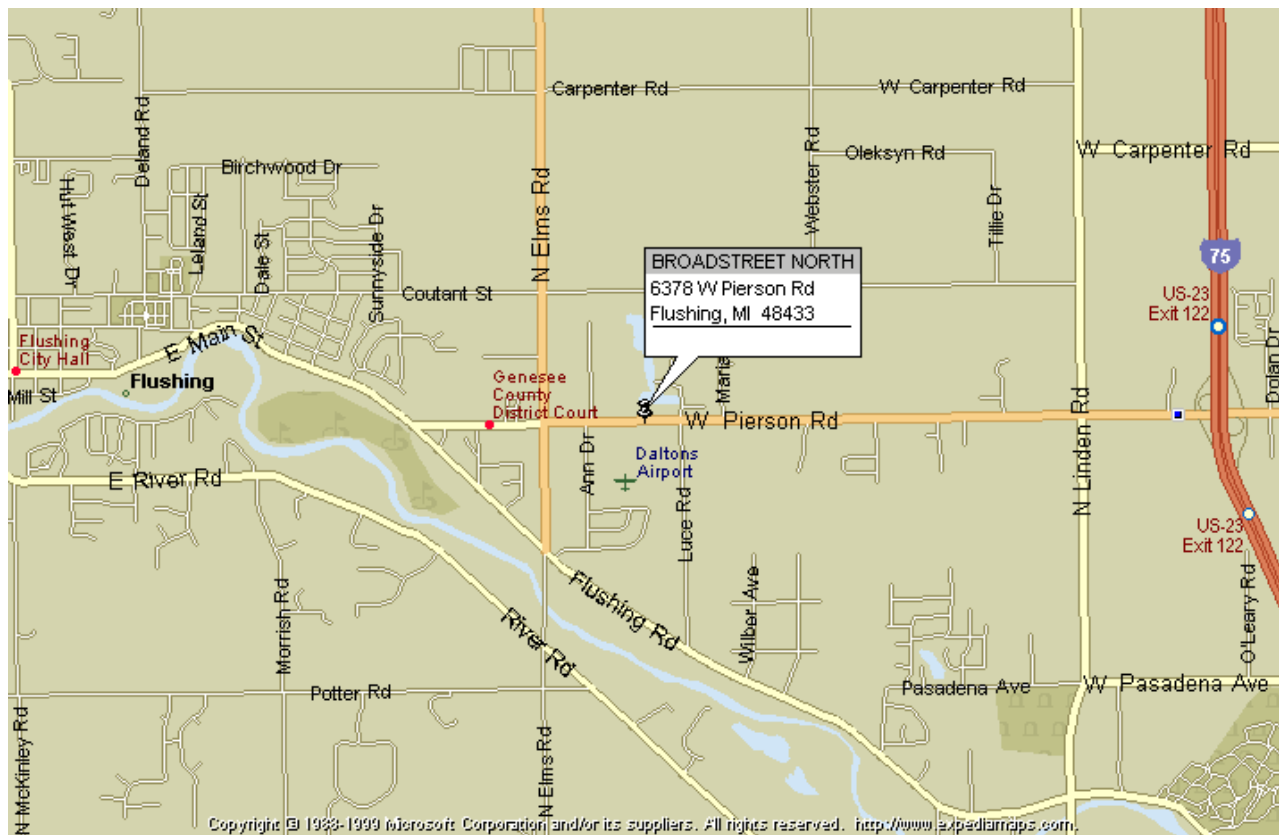 Carpenter Rd
W Carpenter Rd
Deland Rd
Birchwood Dr
N Elms Rd
Webster Rd
Oleksyn Rd
W Carpenter Rd
Hut West Dr
Leland St
Dale St
Sunnyside Dr
Tillie Dr
75
BROADSTREET NORTH
6378 W Pierson Rd
Flushing, MI 48433
Coutant St
US-23
Exit 122
Flushing
City Hall
E Main St
Flushing
Mill St
Genesee
County
District Court
W Pierson Rd
N Linden Rd
Dolan Dr
Ann Dr
Daltons
Airport
E River Rd
Luce Rd
US-23
Exit 122
Morrish Rd
Flushing Rd
River Rd
Wilber Ave
O'Leary Rd
Potter Rd
Pasadena Ave
W Pasadena Ave
N McKinley Rd
N Elms Rd
Copyright © 1988-1999 Microsoft Corporation and/or its suppliers. All rights reserved. http://www.expediamaps.com.